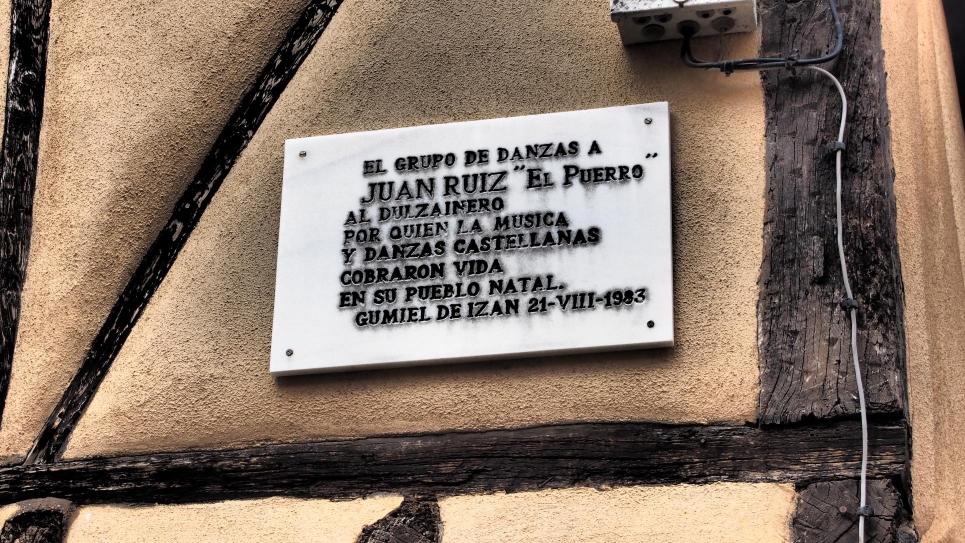 EL GRUPO DE DANZAS A
JUAN RUIZ "EL PUERRO"
AL DULZAINERO
POR QUIEN LA MUSICA
Y DANZAS CASTELLANAS
COBRARON VIDA
EN SU PUEBLO NATAL.
GUMIEL DE IZAN 21-VIII-1983